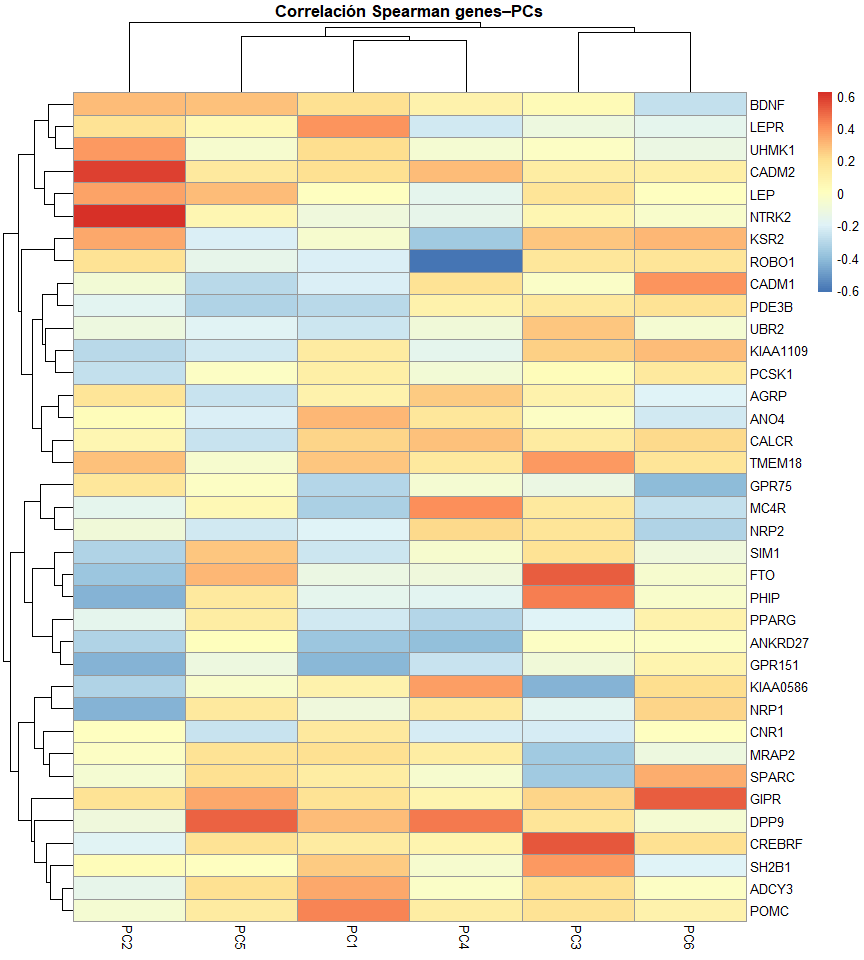 Correlación Spearman genes–PCs
BDNF
LEPR
UHMK1
CADM2
LEP
NTRK2
KSR2
ROBO1
CADM1
PDE3B
UBR2
KIAA1109
PCSK1
AGRP
ANO4
CALCR
TMEM18
GPR75
MC4R
NRP2
SIM1
FTO
PHIP
PPARG
ANKRD27
GPR151
KIAA0586
NRP1
CNR1
MRAP2
SPARC
GIPR
DPP9
CREBRF
SH2B1
ADCY3
POMC
0.6
0.4
0.2
0
-0.2
-0.4
-0.6
PC2
PC5
PC1
PC4
PC3
PC6